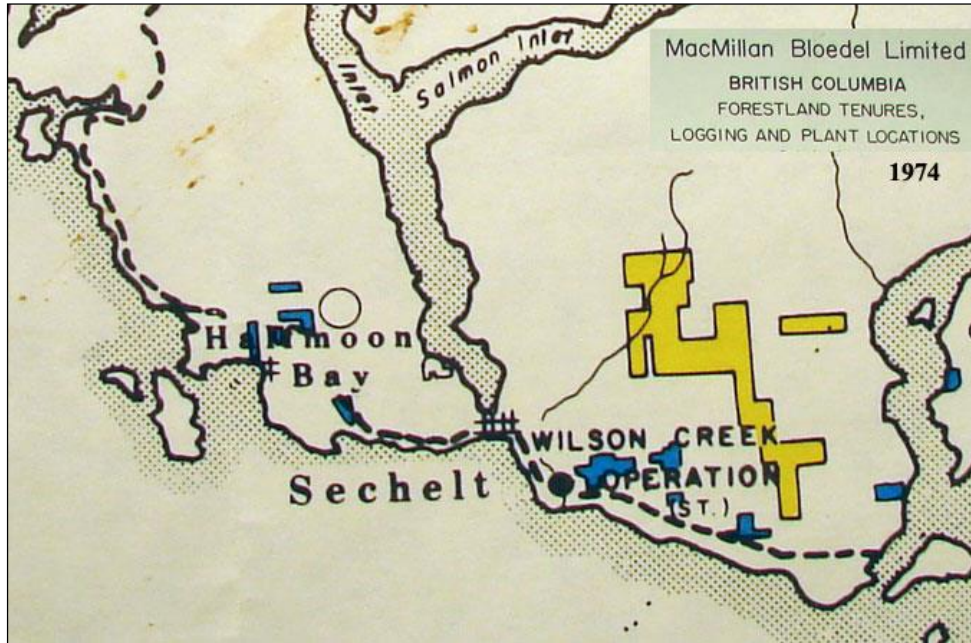 MacMillan Bloedel Limited
BRITISH COLUMBIA
FORESTLAND TENURES,
LOGGING AND PLANT LOCATIONS
1974
Salmon Inlet
Inlet
Halfmoon
Bay
Sechelt
WILSON CREEK
OPERATION
(ST.)